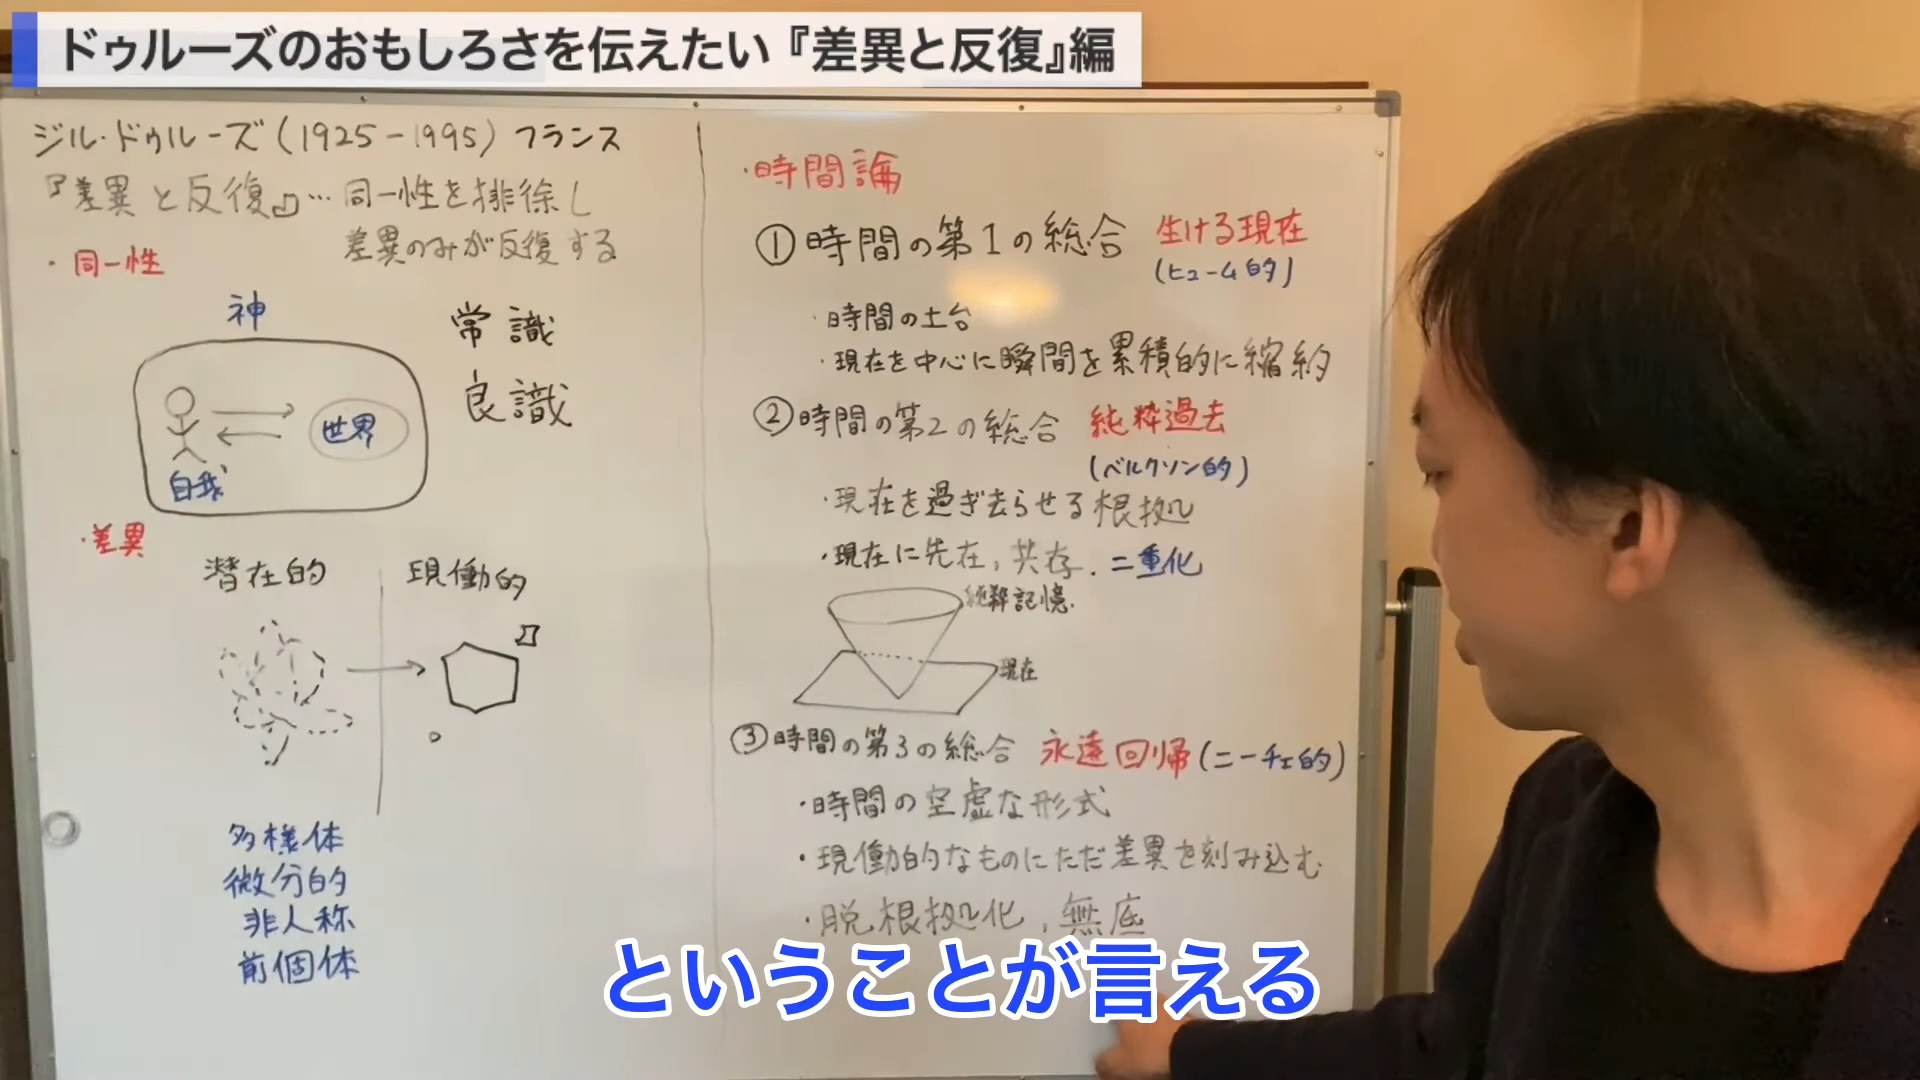 ドゥルーズのおもしろさを伝えたい『差異と反復』編
ジル・ドゥルーズ(1925-1995) フランス
『差異と反復』… 同一性を排除し
差異のみが反復する
・同一性
神
常識
良識
世界
自我
・差異
潜在的
現働的
多様体
微分的
非人称
前個体
・時間論
①時間の第1の総合 生ける現在
(ヒューム的)
・時間の土台
・現在を中心に瞬間を累積的に縮約
②時間の第2の総合 純粋過去
(ベルクソン的)
・現在を過ぎ去らせる根拠
・現在に先在,共存.二重化
純粋記憶.
現在
③時間の第3の総合 永遠回帰(ニーチェ的)
・時間の空虚な形式
・現働的なものにただ差異を刻み込む
・脱根拠化,無底
ということが言える